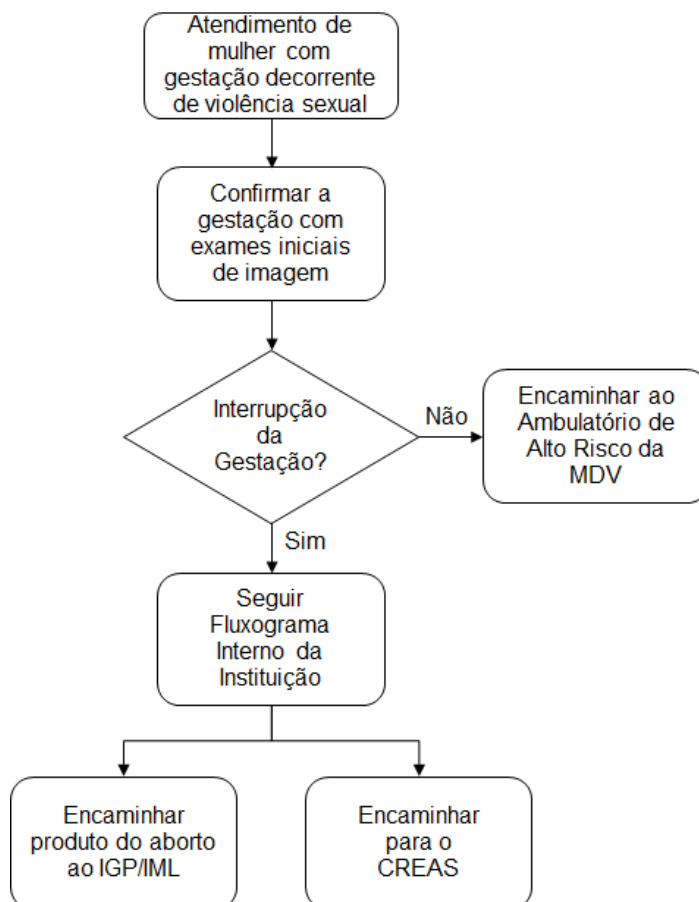 Atendimento de
mulher com
gestação decorrente
de violência sexual
Confirmar a
gestação com
exames iniciais
de imagem
Interrupção
da
Gestação?
Não
Encaminhar ao
Ambulatório de
Alto Risco da
MDV
Sim
Seguir
Fluxograma
Interno da
Instituição
Encaminhar
produto do aborto
ao IGP/IML
Encaminhar
para o
CREAS